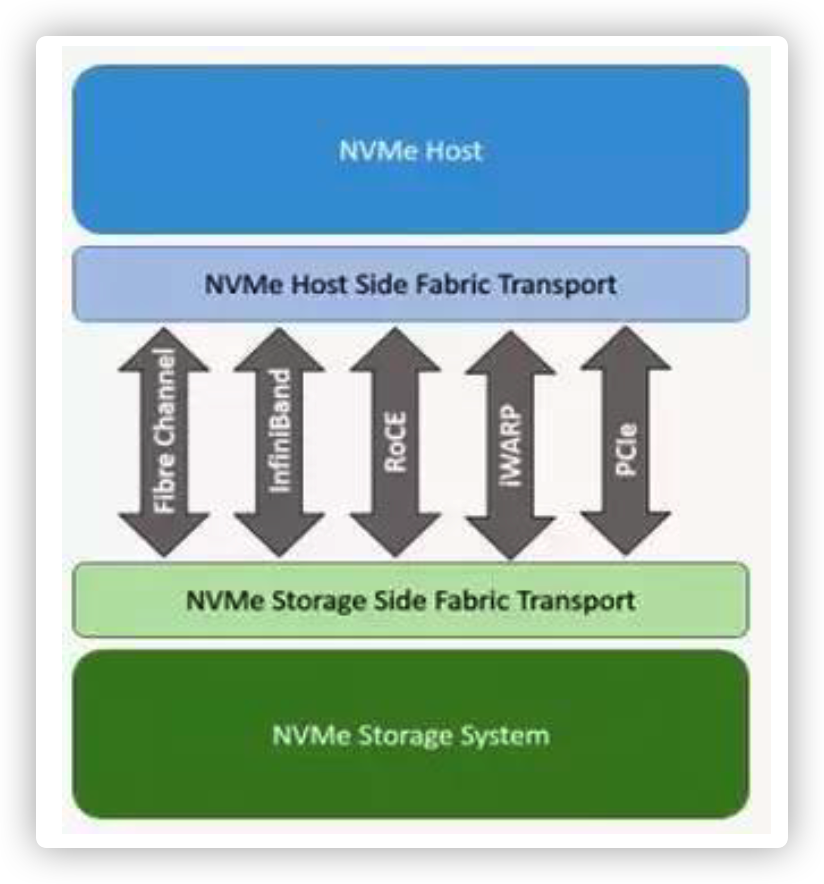 NVMe Host
NVMe Host Side Fabric Transport
Fibre Channel
InfiniBand
RoCE
iWARP
PCIe
NVMe Storage Side Fabric Transport
NVMe Storage System